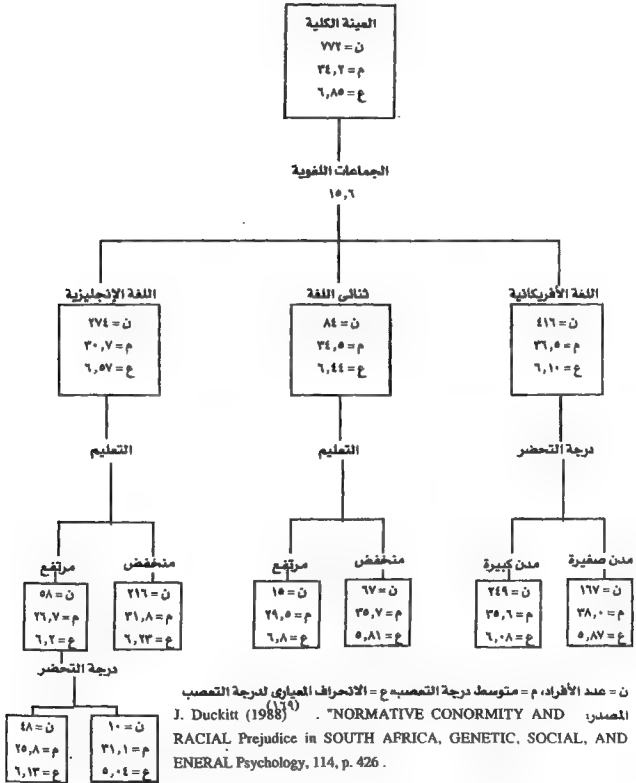 العينة الكلية
ن = ٧٧٢
م = ٣٤,٢
ع = ٦,٨٥
الجماعات اللغوية
١٥,٦
اللغة الأفريكانية
ن = ٤١٦
م = ٣٦,٥
ع = ٦,١٠
ثنائى اللغة
ن = ٨٤
م = ٣٤,٥
ع = ٦,٤٤
اللغة الإنجليزية
ن = ٢٧٤
م = ٣٠,٧
ع = ٦,٥٧
درجة التحضر
التعليم
التعليم
مدن صغيرة
ن = ١٦٧
م = ٣٨,٠
ع = ٥,٨٧
مدن كبيرة
ن = ٢٤٩
م = ٣٥,٦
ع = ٦,٠٨
منخفض
ن = ٦٧
م = ٣٥,٧
ع = ٥,٨١
مرتفع
ن = ١٥
م = ٢٩,٥
ع = ٦,٨
منخفض
ن = ٢١٦
م = ٣١,٨
ع = ٦,٢٣
مرتفع
ن = ٥٨
م = ٢٦,٧
ع = ٦,٢
درجة التحضر
ن = ١٠
م = ٣١,١
ع = ٥,٠٤
ن = ٤٨
م = ٢٥,٨
ع = ٦,١٣
ن = عدد الأفراد، م = متوسط درجة التعصب ع = الانحراف المعيارى لدرجة التعصب
المصدر: J. Duckitt (1988) (١٦٩) . "NORMATIVE CONORMITY AND
RACIAL Prejudice in SOUTH AFRICA, GENETIC, SOCIAL, AND
ENERAL Psychology, 114, p. 426 .